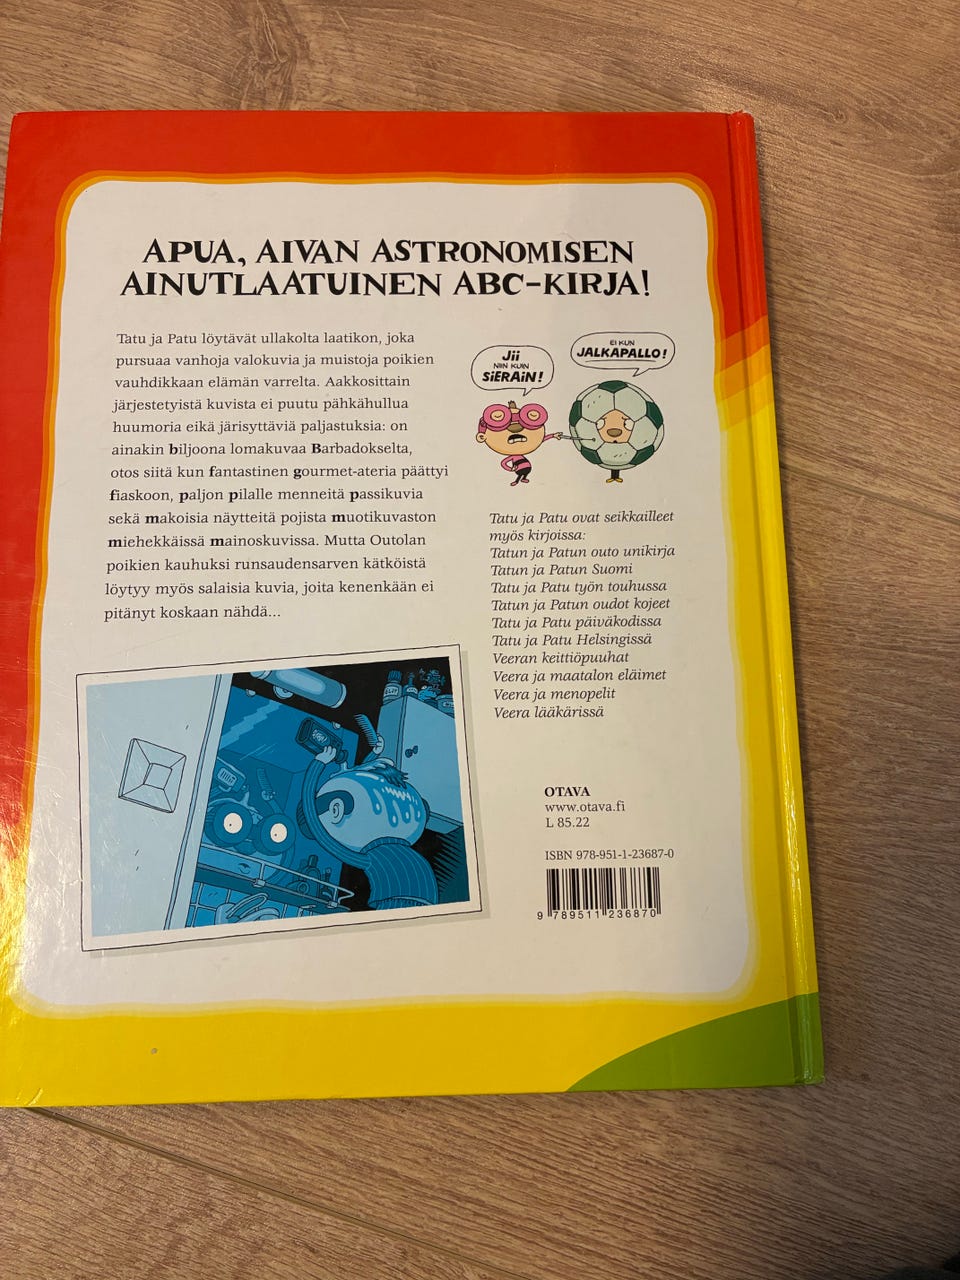 APUA, AIVAN ASTRONOMISEN
AINUTLAATUINEN ABC-KIRJA!
Tatu ja Patu löytävät ullakolta laatikon, joka
pursuaa vanhoja valokuvia ja muistoja poikien
vauhdikkaan elämän varrelta. Aakkosittain
järjestetyistä kuvista ei puutu pähkähullua
huumoria eikä järisyttäviä paljastuksia: on
ainakin biljoona lomakuvaa Barbadokselta,
otos siitä kun fantastinen gourmet-ateria päättyi
fiaskoon, paljon pilalle menneitä passikuvia
sekä makoisia näytteitä pojista muotikuvaston
miehekkäissä mainoskuvissa. Mutta Outolan
poikien kauhuksi runsaudensarven kätköistä
löytyy myös salaisia kuvia, joita kenenkään ei
pitänyt koskaan nähdä...
Jii
NIIN KUIN
SIERAIN!
EI KUN
JALKAPALLO!
Tatu ja Patu ovat seikkailleet
myös kirjoissa:
Tatun ja Patun outo unikirja
Tatun ja Patun Suomi
Tatu ja Patu työn touhussa
Tatun ja Patun oudot kojeet
Tatu ja Patu päiväkodissa
Tatu ja Patu Helsingissä
Veeran keittiöpuuhat
Veera ja maatalon eläimet
Veera ja menopelit
Veera lääkärissä
OTAVA
www.otava.fi
L 85.22
ISBN 978-951-1-23687-0
9 789511 236870